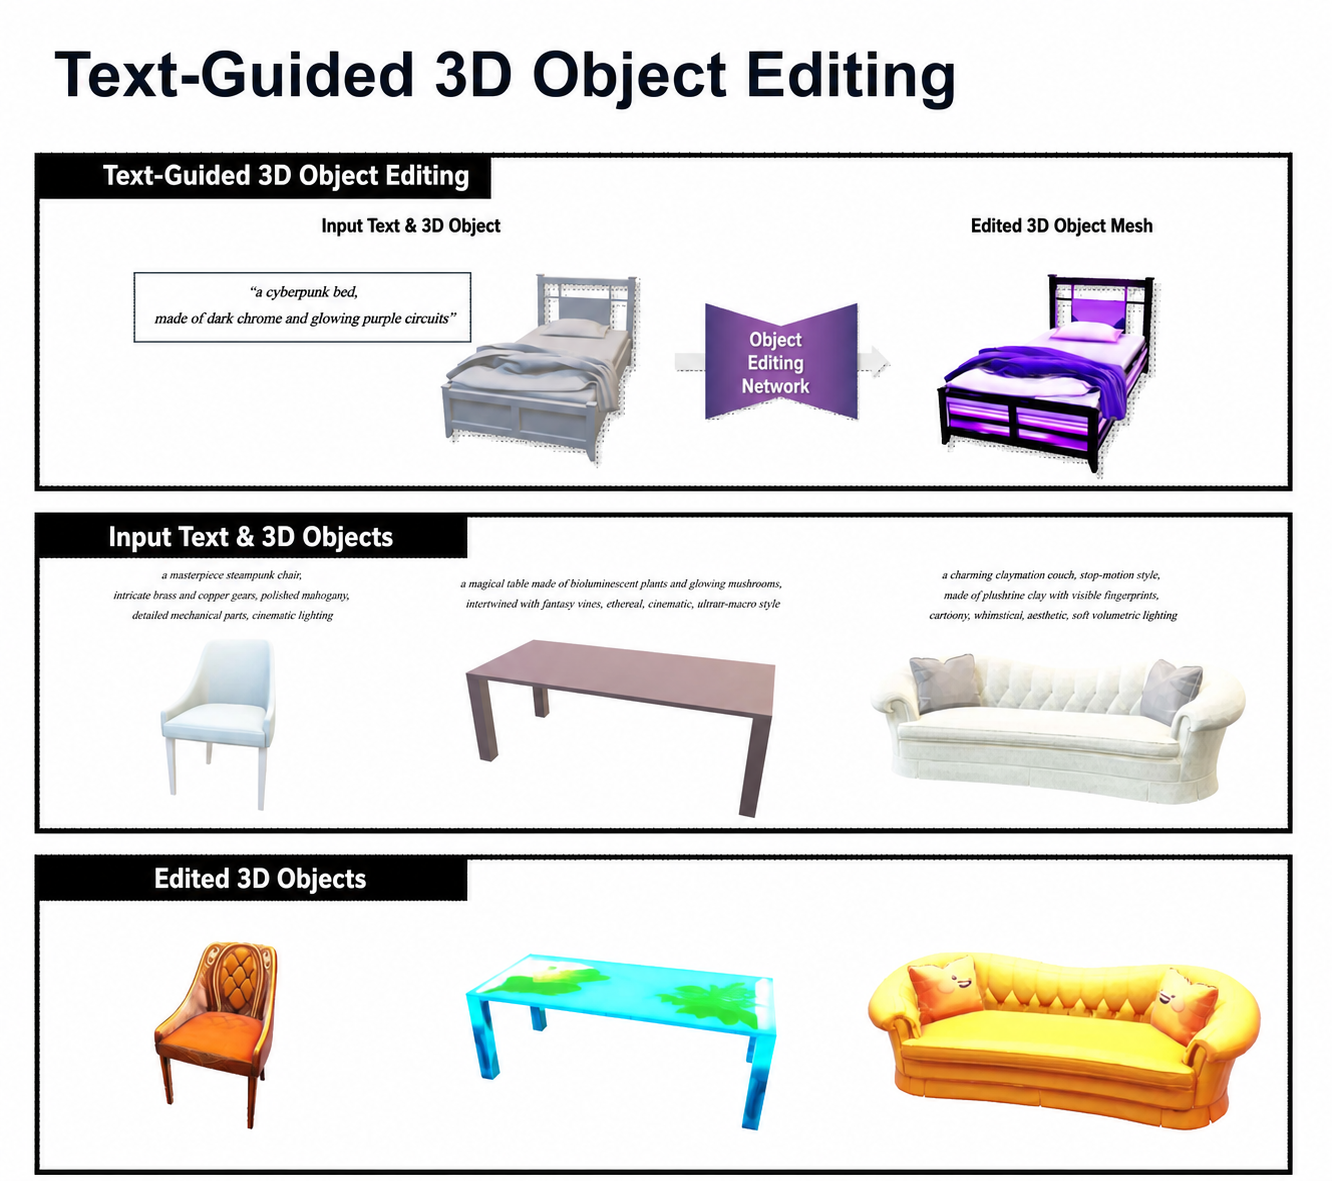 Text-Guided 3D Object Editing
Text-Guided 3D Object Editing
Input Text & 3D Object
Edited 3D Object Mesh
“a cyberpunk bed,
made of dark chrome and glowing purple circuits”
Object
Editing
Network
Input Text & 3D Objects
a masterpiece steampunk chair,
intricate brass and copper gears, polished mahogany,
detailed mechanical parts, cinematic lighting
a magical table made of bioluminescent plants and glowing mushrooms,
intertwined with fantasy vines, ethereal, cinematic, ultrarr-macro style
a charming claymation couch, stop-motion style,
made of plushtrine clay with visible fingerprints,
cartoony, whimsical, aesthetic, soft volumetric lighting
Edited 3D Objects